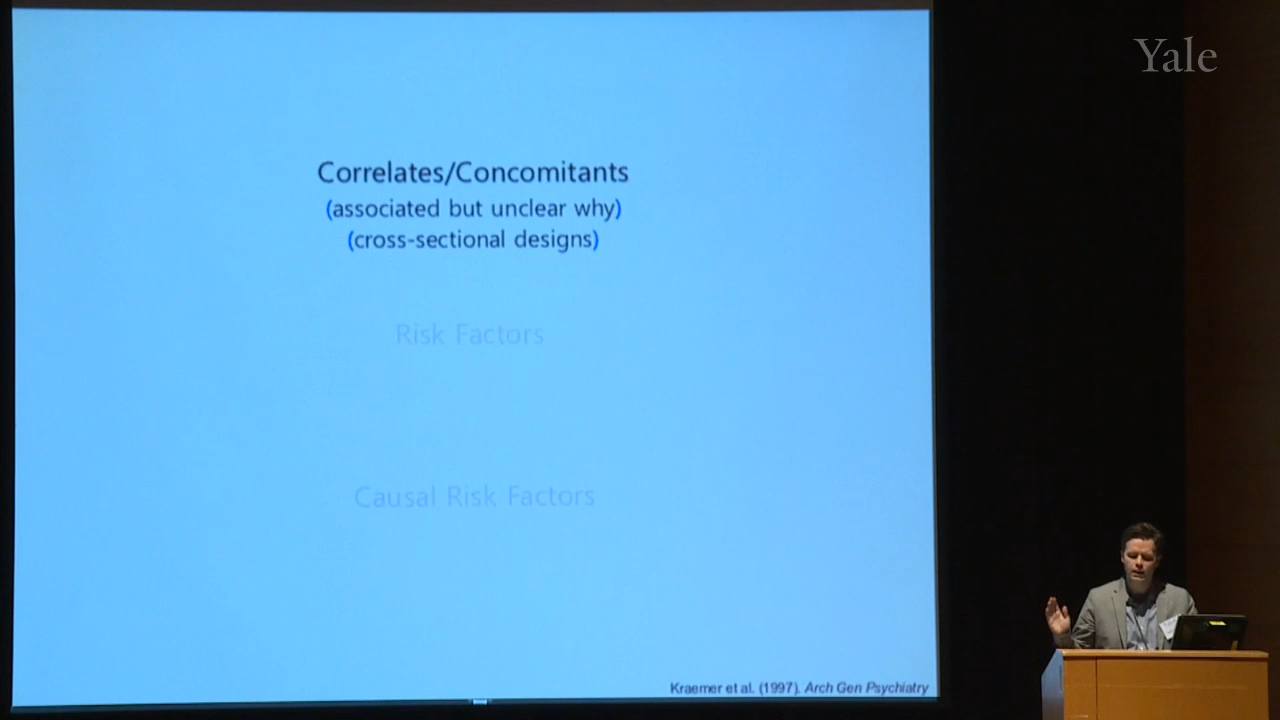 Yale
Correlates/Concomitants
(associated but unclear why)
(cross-sectional designs)
Risk Factors
Causal Risk Factors
Kraemer et al. (1997). Arch Gen Psychiatry